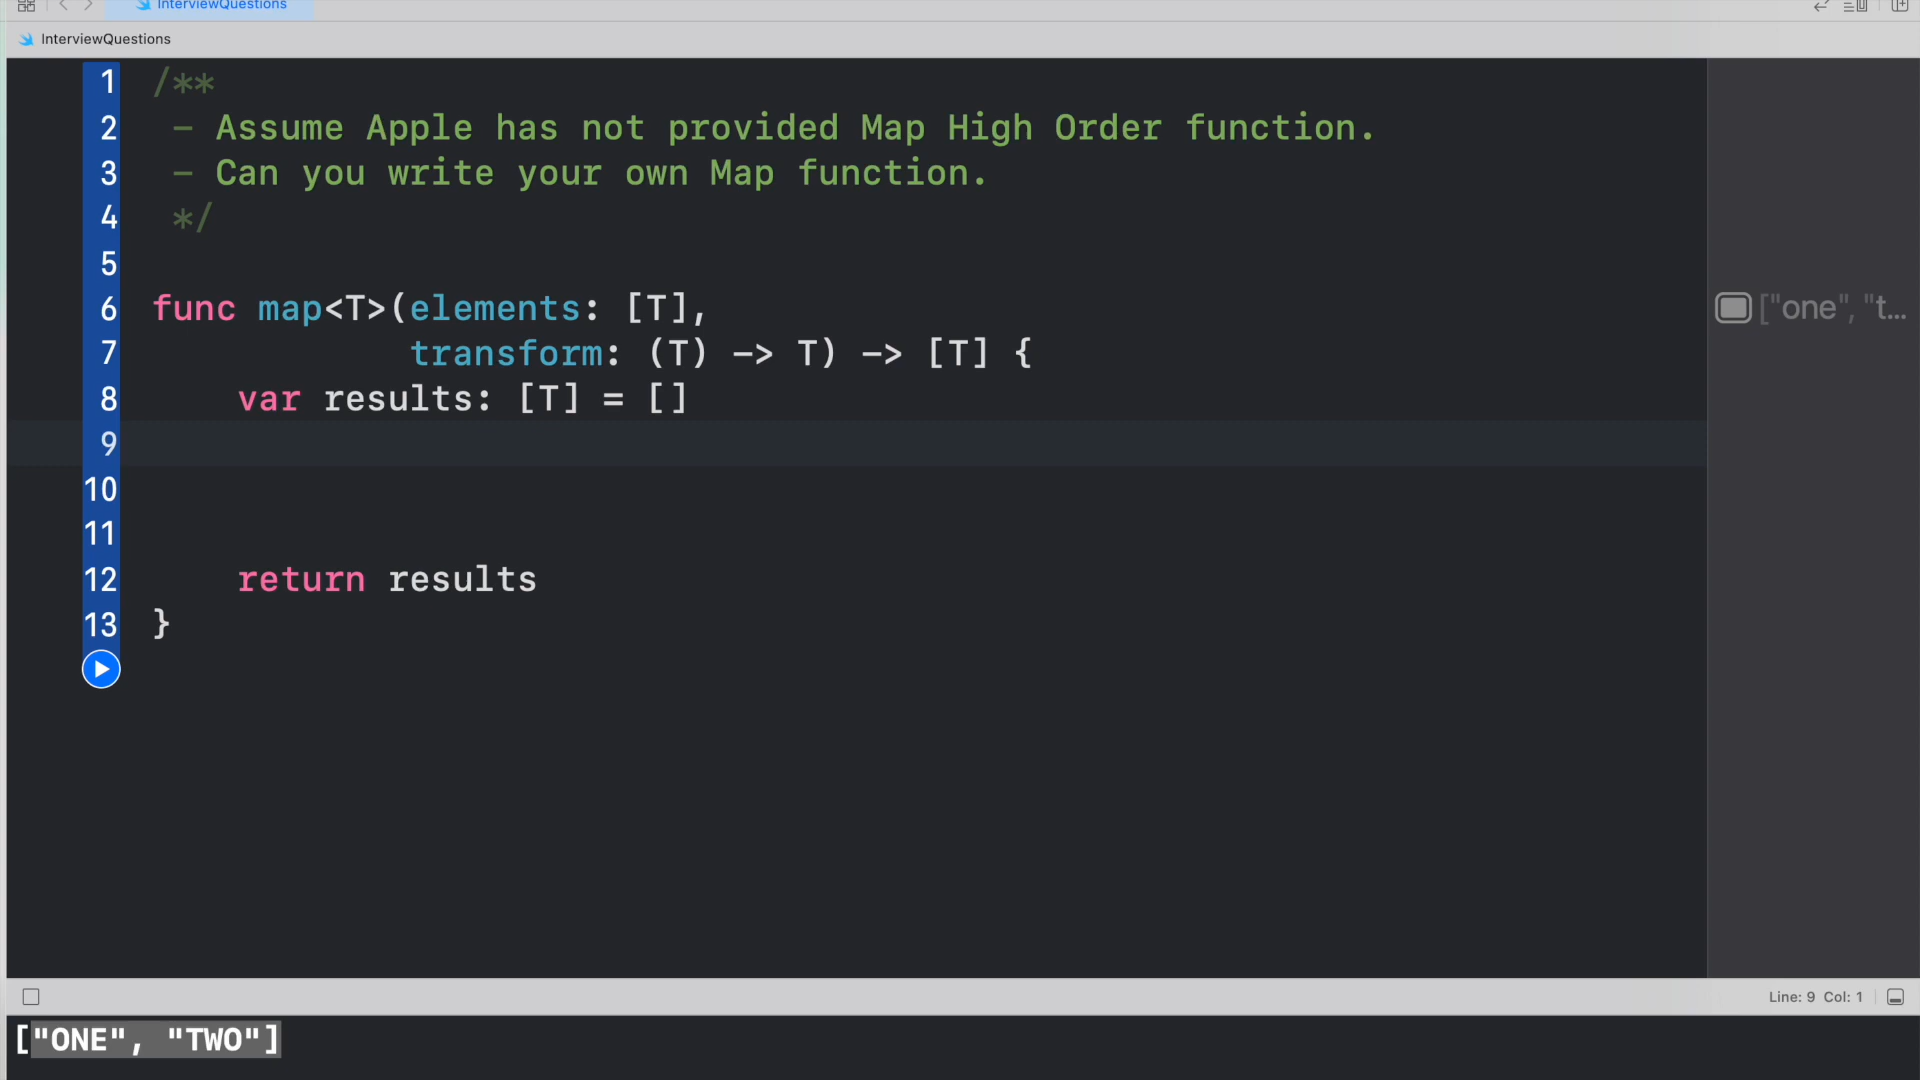 InterviewQuestions
InterviewQuestions
1 /**
2 - Assume Apple has not provided Map High Order function.
3 - Can you write your own Map function.
4 */
5
6 func map<T>(elements: [T],
["one", "t...
7 transform: (T) -> T) -> [T] {
8 var results: [T] = []
9
10
11
12 return results
13 }
Line: 9 Col: 1
["ONE", "TWO"]